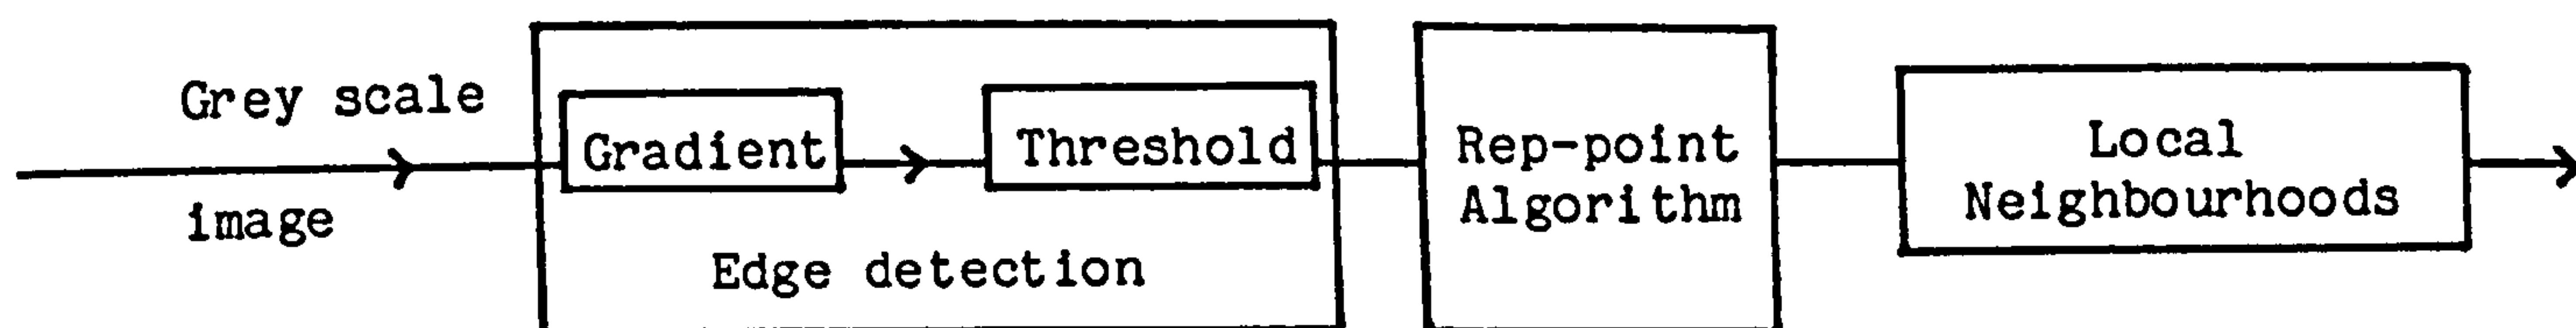 Grey scale
image
Gradient
Threshold
Edge detection
Rep-point
Algorithm
Local
Neighbourhoods